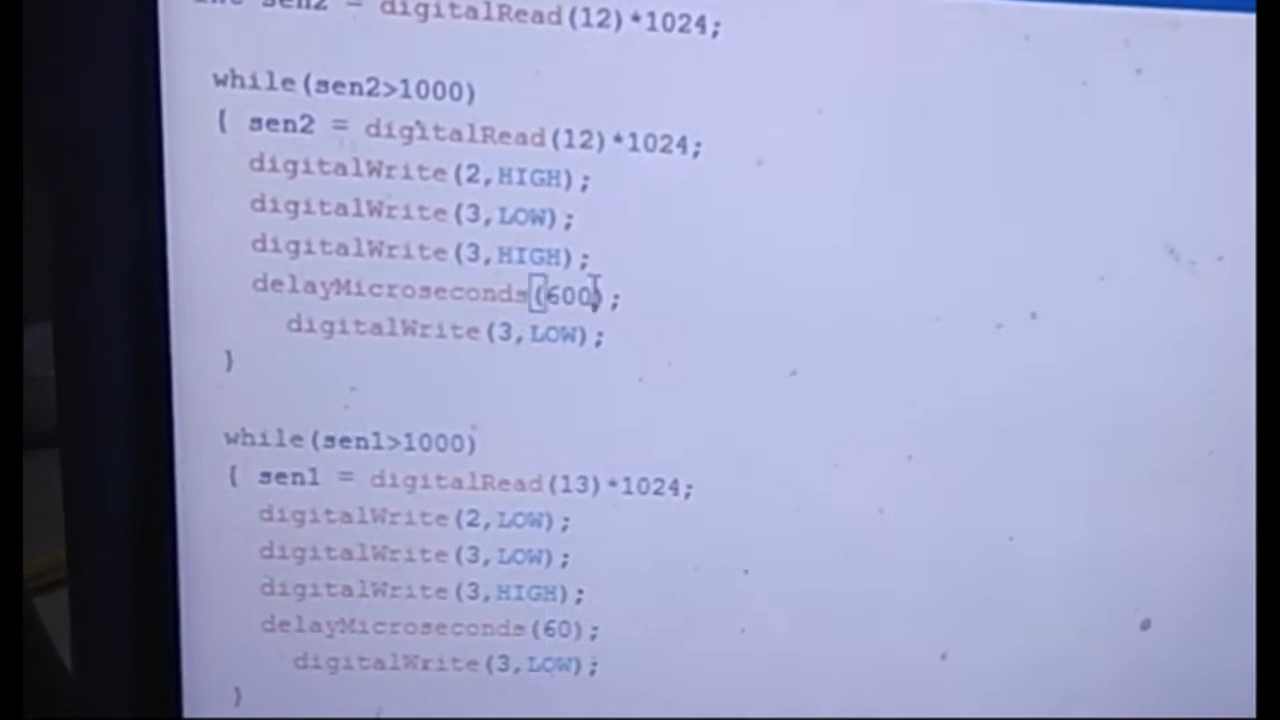 sen2 = digitalRead(12)*1024;
while(sen2>1000)
{ sen2 = digitalRead(12)*1024;
digitalWrite(2,HIGH);
digitalWrite(3,LOW);
digitalWrite(3,HIGH);
delayMicroseconds(600);
digitalWrite(3,LOW);
}
while(sen1>1000)
{ sen1 = digitalRead(13)*1024;
digitalWrite(2,LOW);
digitalWrite(3,LOW);
digitalWrite(3,HIGH);
delayMicroseconds(60);
digitalWrite(3,LOW);
}